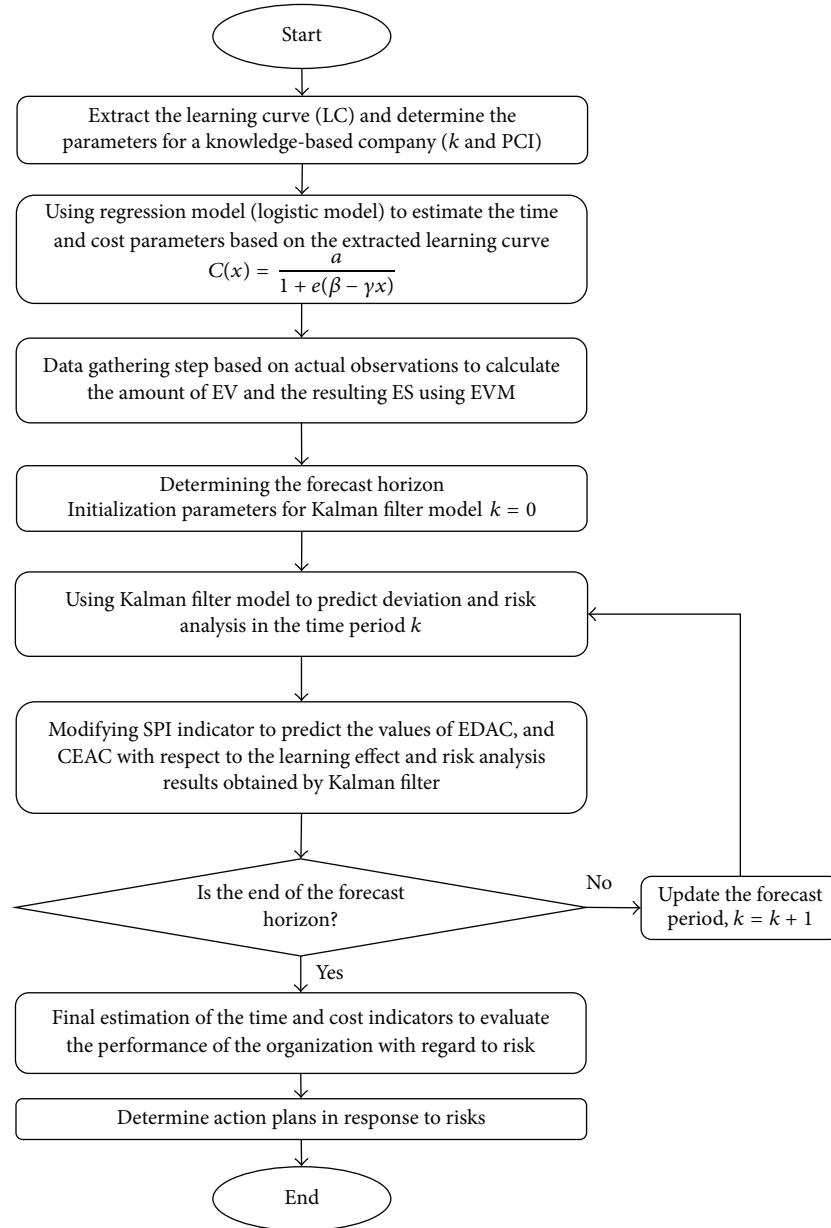 Start
Extract the learning curve (LC) and determine the
parameters for a knowledge-based company (k and PCI)
Using regression model (logistic model) to estimate the time
and cost parameters based on the extracted learning curve
C(x) = a / 1 + e(β − γx)
Data gathering step based on actual observations to calculate
the amount of EV and the resulting ES using EVM
Determining the forecast horizon
Initialization parameters for Kalman filter model k = 0
Using Kalman filter model to predict deviation and risk
analysis in the time period k
Modifying SPI indicator to predict the values of EDAC, and
CEAC with respect to the learning effect and risk analysis
results obtained by Kalman filter
Is the end of the forecast
horizon?
No
Update the forecast
period, k = k + 1
Yes
Final estimation of the time and cost indicators to evaluate
the performance of the organization with regard to risk
Determine action plans in response to risks
End